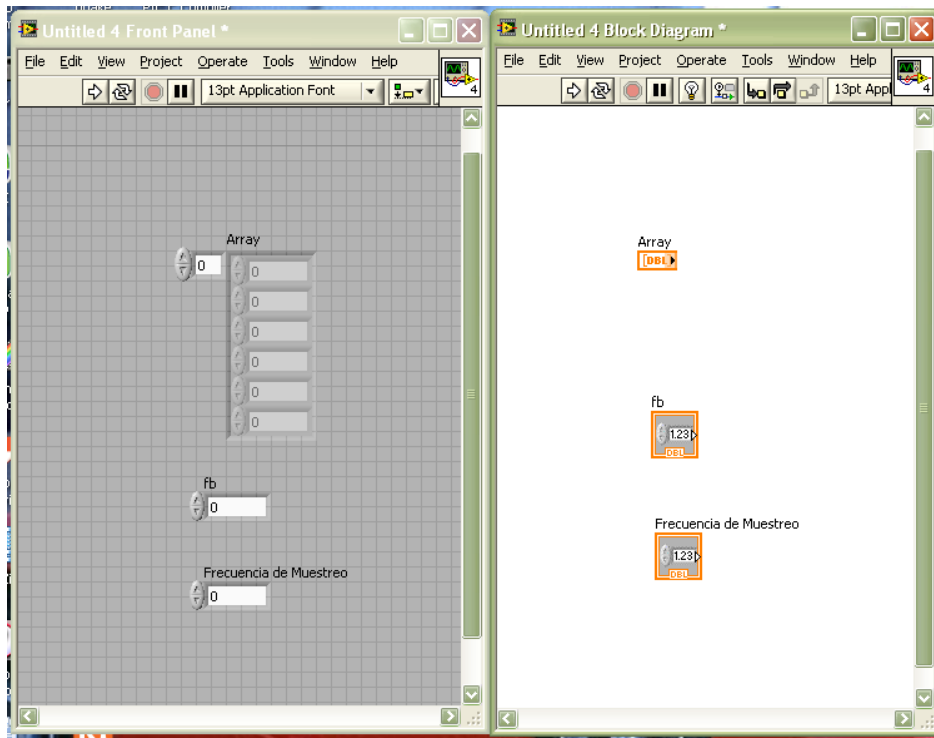 Untitled 4 Front Panel *
File Edit View Project Operate Tools Window Help
13pt Application Font
4
Array
0
0
0
0
0
0
0
fb
0
Frecuencia de Muestreo
0
Untitled 4 Block Diagram *
File Edit View Project Operate Tools Window Help
13pt Appl
4
Array
[DBL]
fb
1.23
DBL
Frecuencia de Muestreo
1.23
DBL